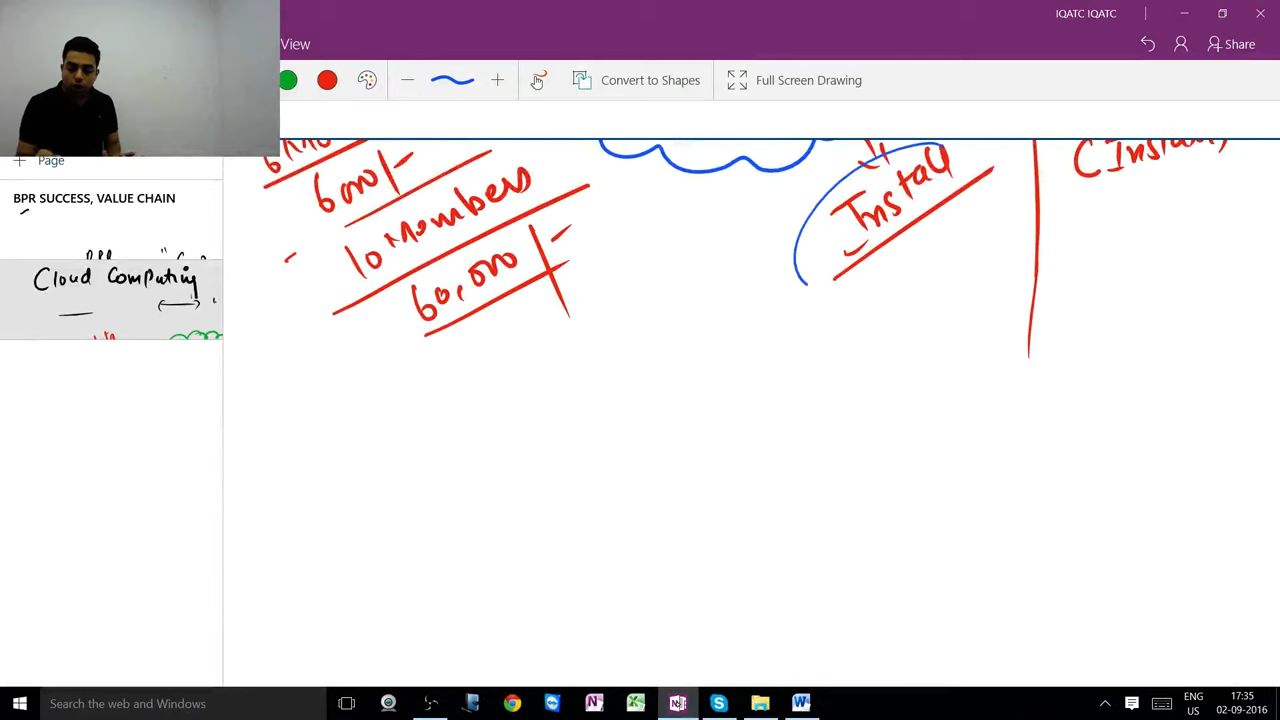 IQATC IQATC
View
Share
Convert to Shapes
Full Screen Drawing
Page
BPR SUCCESS, VALUE CHAIN
Cloud Computing
6000/-
10 members
60,000/-
Install
ENG
US
17:35
02-09-2016
Search the web and Windows